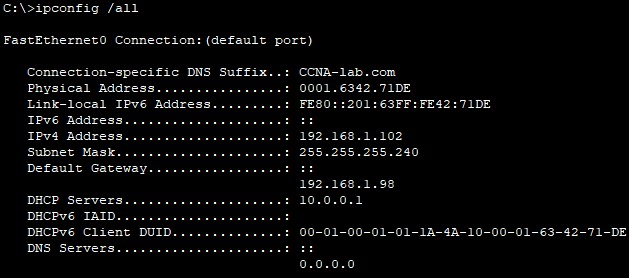 C:\>ipconfig /all
FastEthernet0 Connection:(default port)
Connection-specific DNS Suffix..: CCNA-lab.com
Physical Address................: 0001.6342.71DE
Link-local IPv6 Address.........: FE80::201:63FF:FE42:71DE
IPv6 Address....................: ::
IPv4 Address....................: 192.168.1.102
Subnet Mask.....................: 255.255.255.240
Default Gateway.................: ::
192.168.1.98
DHCP Servers....................: 10.0.0.1
DHCPv6 IAID.....................:
DHCPv6 Client DUID..............: 00-01-00-01-01-1A-4A-10-00-01-63-42-71-DE
DNS Servers.....................: ::
0.0.0.0